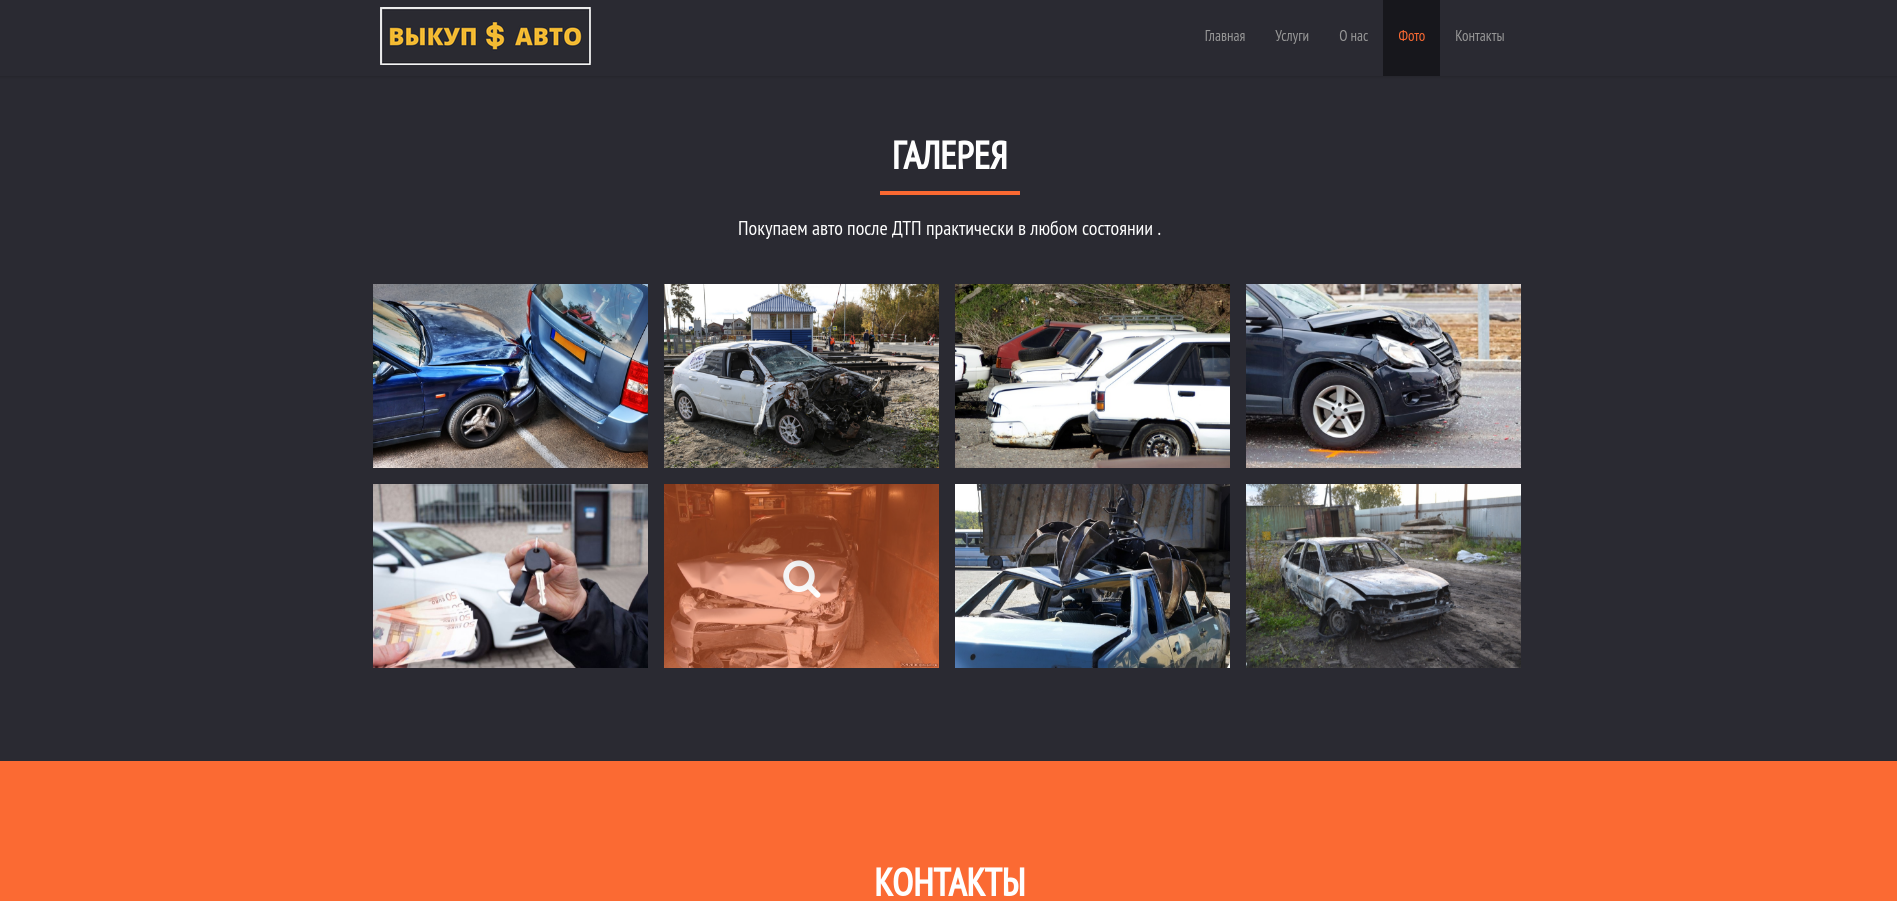 ВЫКУП $ АВТО
Главная Услуги О нас Фото Контакты
ГАЛЕРЕЯ
Покупаем авто после ДТП практически в любом состоянии .
КОНТАКТЫ